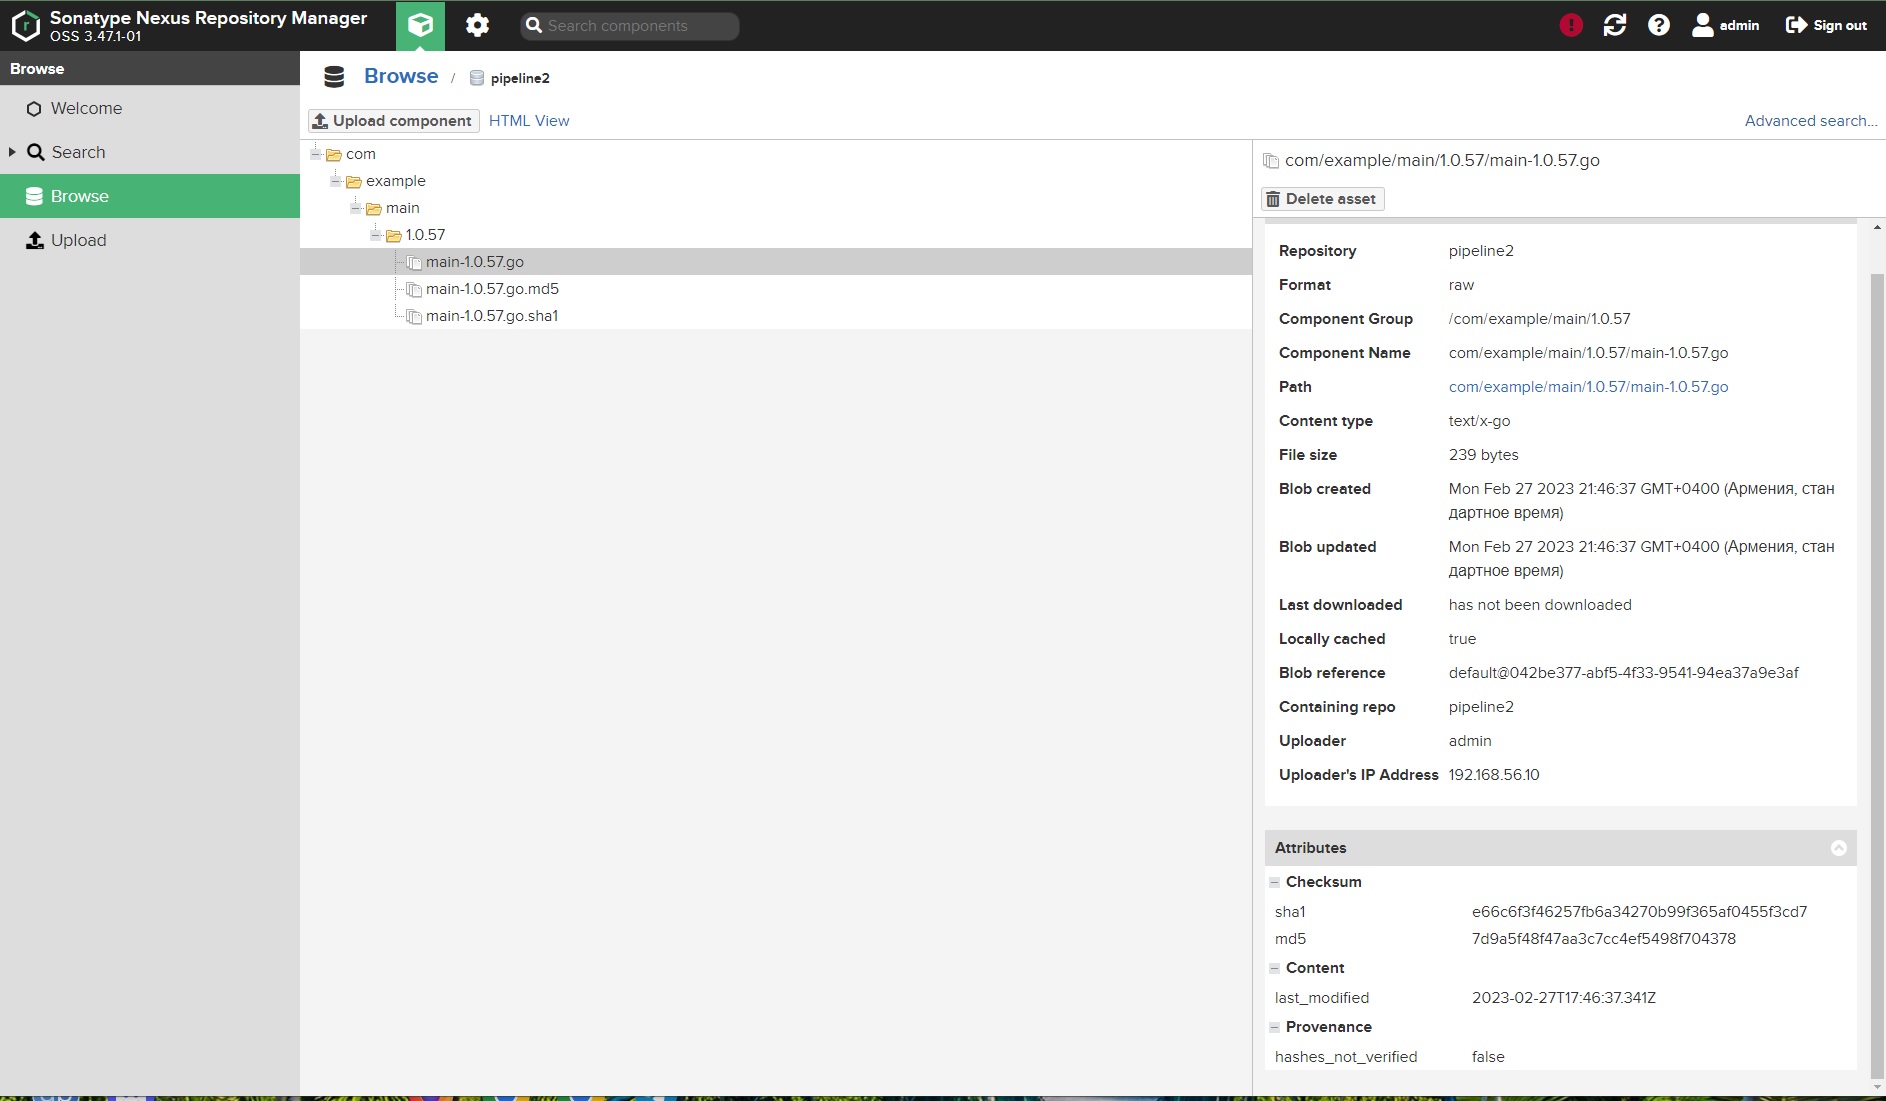 Sonatype Nexus Repository Manager
OSS 3.47.1-01
Search components
admin
Sign out
Browse
Welcome
Search
Browse
Upload
Browse / pipeline2
Upload component
HTML View
Advanced search...
com
example
main
1.0.57
main-1.0.57.go
main-1.0.57.go.md5
main-1.0.57.go.sha1
com/example/main/1.0.57/main-1.0.57.go
Delete asset
Repository pipeline2
Format raw
Component Group /com/example/main/1.0.57
Component Name com/example/main/1.0.57/main-1.0.57.go
Path com/example/main/1.0.57/main-1.0.57.go
Content type text/x-go
File size 239 bytes
Blob created Mon Feb 27 2023 21:46:37 GMT+0400 (Армения, стан
дартное время)
Blob updated Mon Feb 27 2023 21:46:37 GMT+0400 (Армения, стан
дартное время)
Last downloaded has not been downloaded
Locally cached true
Blob reference default@042be377-abf5-4f33-9541-94ea37a9e3af
Containing repo pipeline2
Uploader admin
Uploader's IP Address 192.168.56.10
Attributes
Checksum
sha1 e66c6f3f46257fb6a34270b99f365af0455f3cd7
md5 7d9a5f48f47aa3c7cc4ef5498f704378
Content
last_modified 2023-02-27T17:46:37.341Z
Provenance
hashes_not_verified false